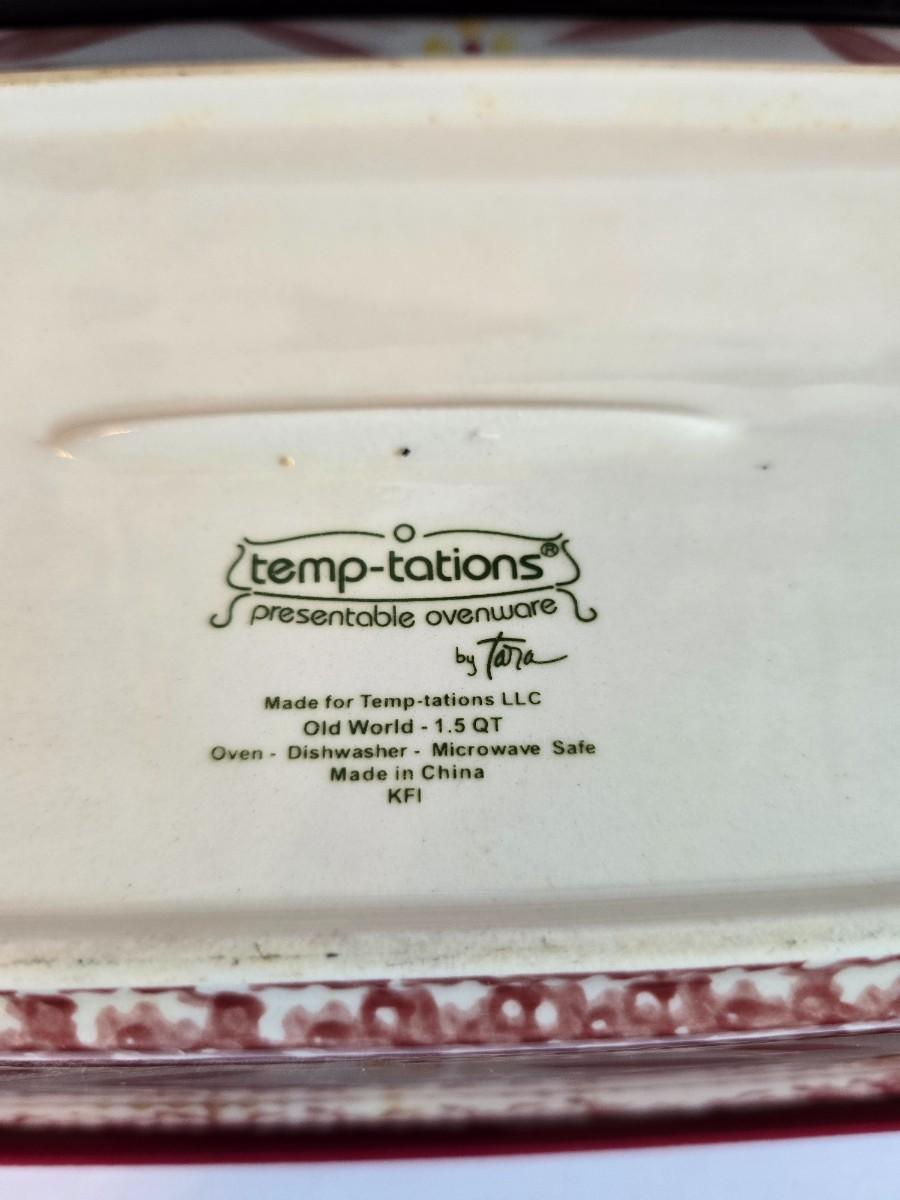 temp-tations®
presentable ovenware
by Tara
Made for Temp-tations LLC
Old World - 1.5 QT
Oven - Dishwasher - Microwave Safe
Made in China
KFI